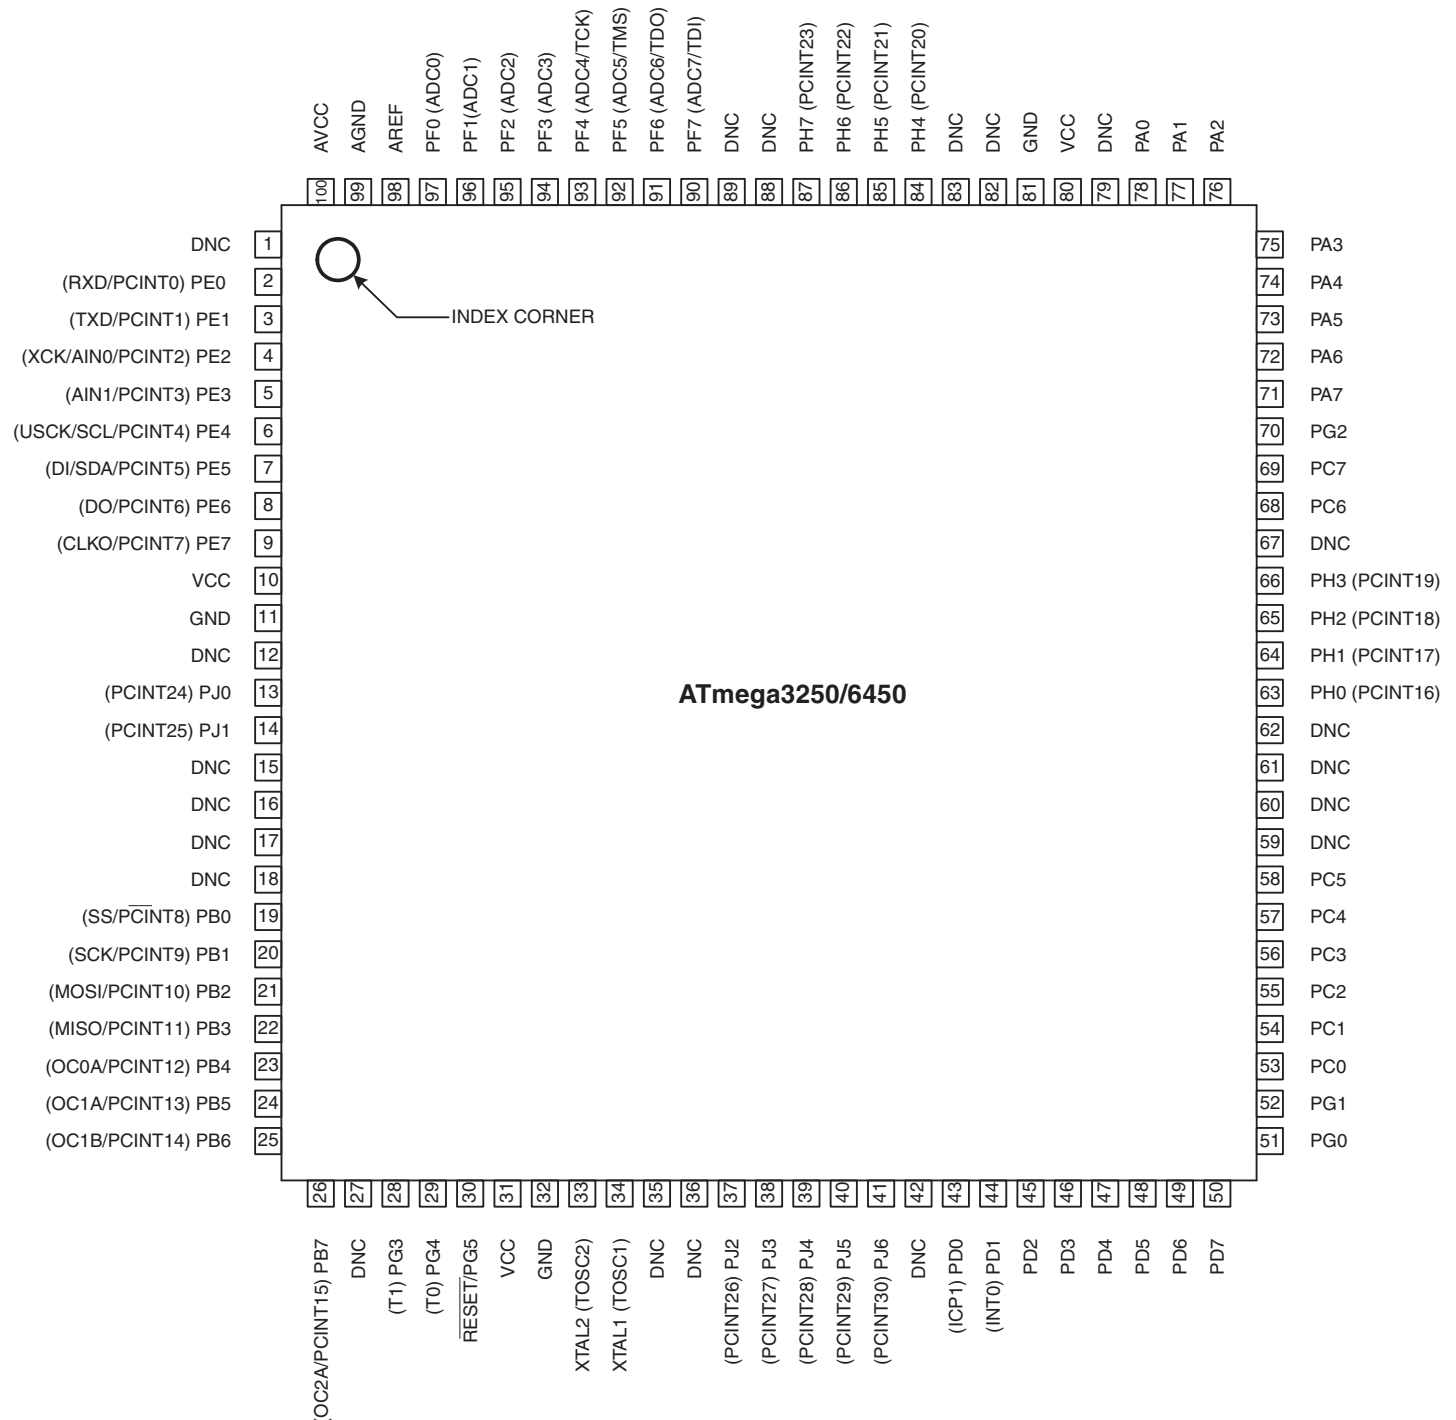 AVCC
AGND
AREF
PF0 (ADC0)
PF1(ADC1)
PF2 (ADC2)
PF3 (ADC3)
PF4 (ADC4/TCK)
PF5 (ADC5/TMS)
PF6 (ADC6/TDO)
PF7 (ADC7/TDI)
DNC
DNC
PH7 (PCINT23)
PH6 (PCINT22)
PH5 (PCINT21)
PH4 (PCINT20)
DNC
DNC
GND
VCC
DNC
PA0
PA1
PA2
100 99 98 97 96 95 94 93 92 91 90 89 88 87 86 85 84 83 82 81 80 79 78 77 76
DNC 1
(RXD/PCINT0) PE0 2
(TXD/PCINT1) PE1 3
(XCK/AIN0/PCINT2) PE2 4
(AIN1/PCINT3) PE3 5
(USCK/SCL/PCINT4) PE4 6
(DI/SDA/PCINT5) PE5 7
(DO/PCINT6) PE6 8
(CLKO/PCINT7) PE7 9
VCC 10
GND 11
DNC 12
(PCINT24) PJ0 13
(PCINT25) PJ1 14
DNC 15
DNC 16
DNC 17
DNC 18
(SS/PCINT8) PB0 19
(SCK/PCINT9) PB1 20
(MOSI/PCINT10) PB2 21
(MISO/PCINT11) PB3 22
(OC0A/PCINT12) PB4 23
(OC1A/PCINT13) PB5 24
(OC1B/PCINT14) PB6 25
INDEX CORNER
ATmega3250/6450
75 PA3
74 PA4
73 PA5
72 PA6
71 PA7
70 PG2
69 PC7
68 PC6
67 DNC
66 PH3 (PCINT19)
65 PH2 (PCINT18)
64 PH1 (PCINT17)
63 PH0 (PCINT16)
62 DNC
61 DNC
60 DNC
59 DNC
58 PC5
57 PC4
56 PC3
55 PC2
54 PC1
53 PC0
52 PG1
51 PG0
26 27 28 29 30 31 32 33 34 35 36 37 38 39 40 41 42 43 44 45 46 47 48 49 50
(OC2A/PCINT15) PB7
DNC
(T1) PG3
(T0) PG4
RESET/PG5
VCC
GND
XTAL2 (TOSC2)
XTAL1 (TOSC1)
DNC
DNC
(PCINT26) PJ2
(PCINT27) PJ3
(PCINT28) PJ4
(PCINT29) PJ5
(PCINT30) PJ6
DNC
(ICP1) PD0
(INT0) PD1
PD2
PD3
PD4
PD5
PD6
PD7